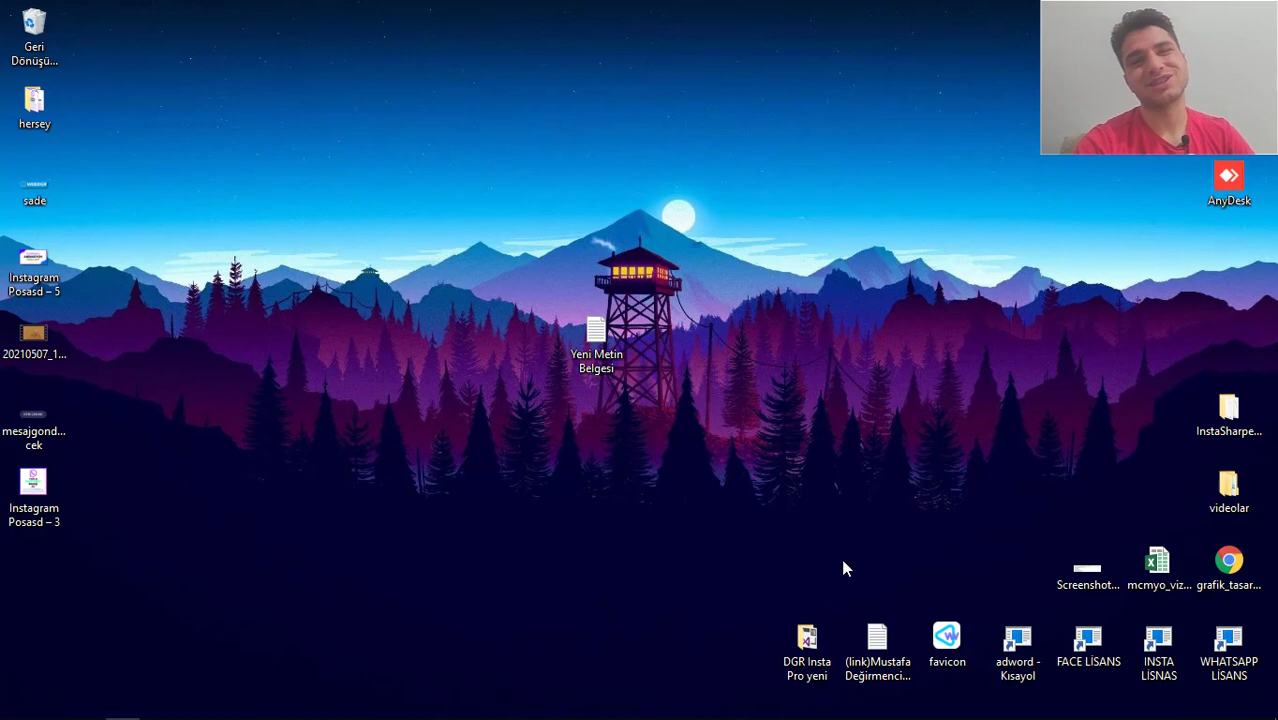 Geri
Dönüşü...
hersey
sade
Instagram
Posasd – 5
20210507_1...
mesajgond...
cek
Instagram
Posasd – 3
Yeni Metin
Belgesi
AnyDesk
InstaSharpe...
videolar
Screenshot...
mcmyo_viz...
grafik_tasar...
DGR Insta
Pro yeni
(link)Mustafa
Değirmenci...
favicon
adword -
Kısayol
FACE LİSANS
INSTA
LİSNAS
WHATSAPP
LİSANS